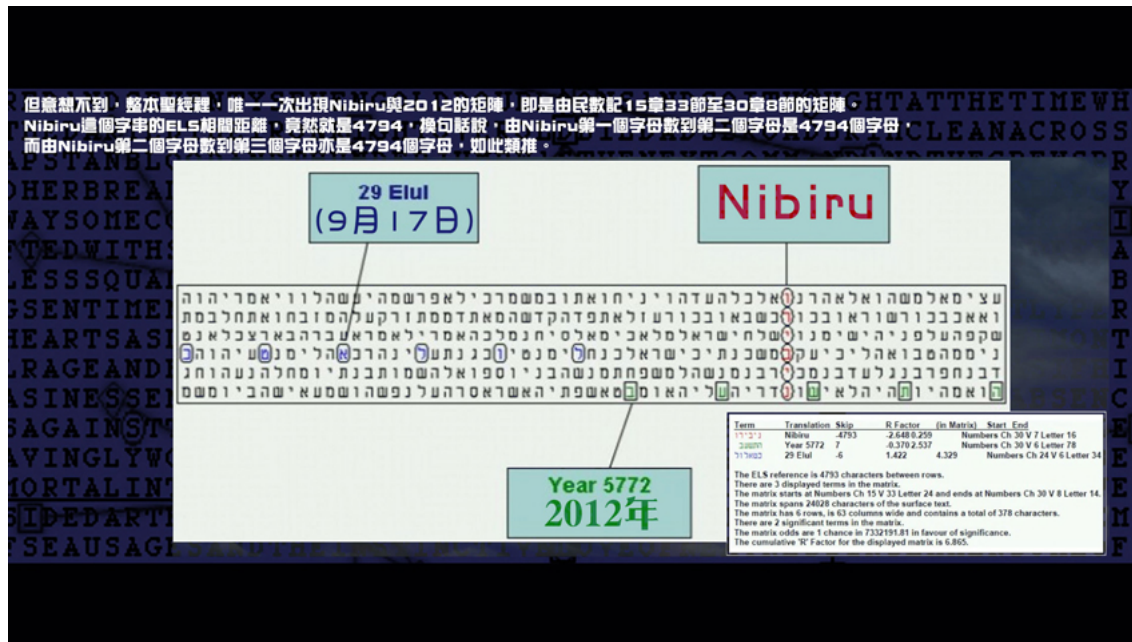 但意想不到，整本聖經裡，唯一一次出現Nibiru與2012的矩陣，即是由民數記15章33節至30章8節的矩陣。
Nibiru這個字串的ELS相間距離，竟然就是4794，換句話說，由Nibiru第一個字母數到第二個字母是4794個字母，
而由Nibiru第二個字母數到第三個字母亦是4794個字母，如此類推。
29 Elul
(9月17日)
Nibiru
עצימאלמשהואלאהרנואלכלהעדהויניחואתובמשמרכילאפרשמהיעשהלוויאמריהוה
ואאכבכורשוראובכורכשבאובכורעזלאתפדהקדשהמאתדממתזרקעלהמזבחואתחלבמת
שקפהעלפניהישימנוישלחישראלמלאכימאלסיחנמלכהאמרילאמראעברהבארצכלאנט
נימмהטבואהליכיעקבמשכנתיכישראלכנחלימנטיוכגנתעלינהרכאהלימנטעיהוהכ
דבנחפרבנגלעדבנמכירבנמנשהלמשפחתמנשהבניוספואלהשמותבנתיומחלהנעהוחג
הואמהיותהיהלאישונדריהעליהאומבטאשפתיהאשראסרהעלנפשהושמעאישהביומשמ
Year 5772
2012年
Term Translation Skip R Factor (in Matrix) Start End
ניבירו Nibiru -4793 -2.648 0.259 Numbers Ch 30 V 7 Letter 16
התשעב Year 5772 7 -0.370 2.537 Numbers Ch 30 V 6 Letter 78
כטאלול 29 Elul -6 1.422 4.329 Numbers Ch 24 V 6 Letter 34
The ELS reference is 4793 characters between rows.
There are 3 displayed terms in the matrix.
The matrix starts at Numbers Ch 15 V 33 Letter 24 and ends at Numbers Ch 30 V 8 Letter 14.
The matrix spans 24028 characters of the surface text.
The matrix has 6 rows, is 63 columns wide and contains a total of 378 characters.
There are 2 significant terms in the matrix.
The matrix odds are 1 chance in 7332191.81 in favour of significance.
The cumulative 'R' Factor for the displayed matrix is 6.865.